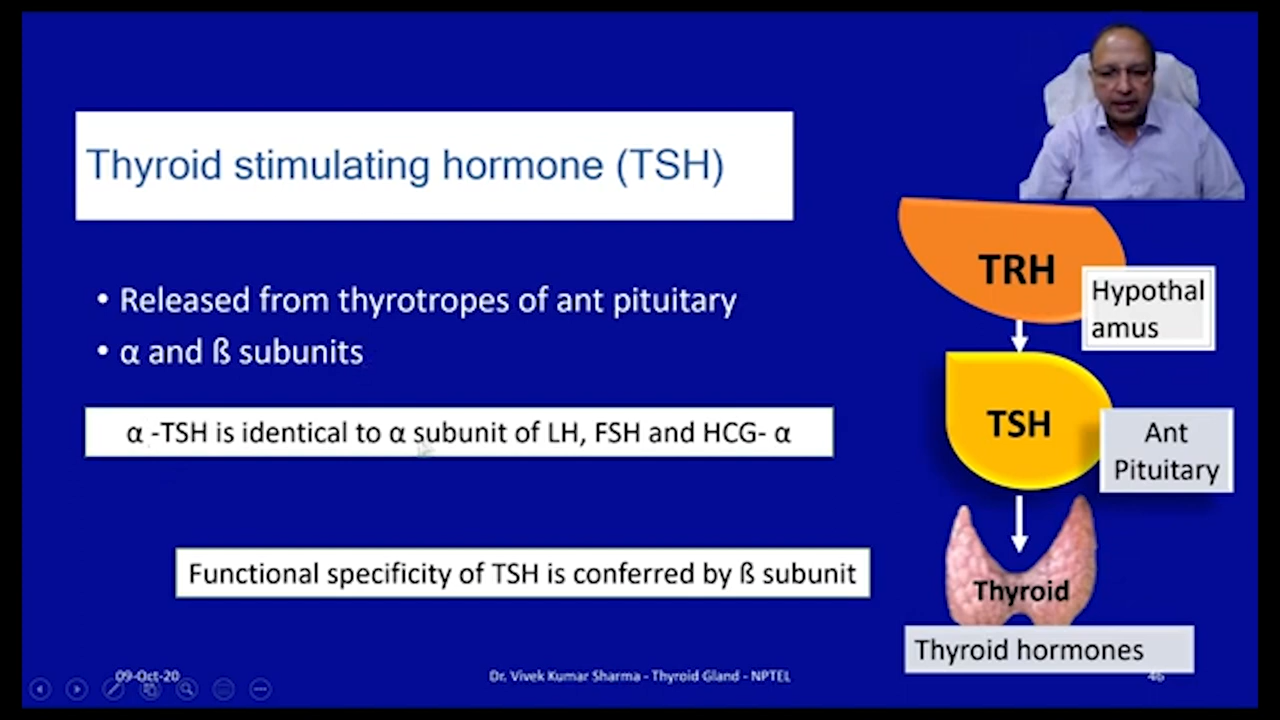 Thyroid stimulating hormone (TSH)
• Released from thyrotropes of ant pituitary
• α and ß subunits
α -TSH is identical to α subunit of LH, FSH and HCG- α
Functional specificity of TSH is conferred by ß subunit
TRH
Hypothal
amus
TSH
Ant
Pituitary
Thyroid
Thyroid hormones
09-Oct-20
Dr. Vivek Kumar Sharma - Thyroid Gland - NPTEL
46